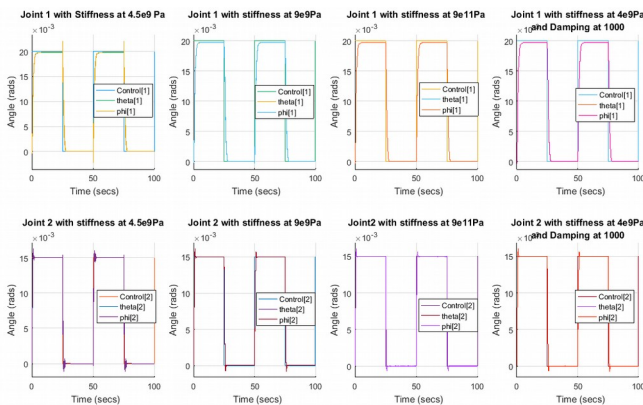 Joint 1 with Stiffness at 4.5e9 Pa
×10⁻³
20
15
10
5
0
Angle (rads)
Control[1]
theta[1]
phi[1]
0
50
100
Time (secs)
Joint 1 with stiffness at 9e9Pa
×10⁻³
20
15
10
5
0
Angle (rads)
Control[1]
theta[1]
phi[1]
0
50
100
Time (secs)
Joint 1 with stiffness at 9e11Pa
×10⁻³
20
15
10
5
0
Angle (rads)
Control[1]
theta[1]
phi[1]
0
50
100
Time (secs)
Joint 1 with stiffness at 4e9Pa
and Damping at 1000
×10⁻³
20
15
10
5
0
Angle (rads)
Control[1]
theta[1]
phi[1]
0
50
100
Time (secs)
Joint 2 with stiffness at 4.5e9Pa
×10⁻³
15
10
5
0
Angle (rads)
Control[2]
theta[2]
phi[2]
0
50
100
Time (secs)
Joint 2 with stiffness at 9e9Pa
×10⁻³
15
10
5
0
Angle (rads)
Control[2]
theta[2]
phi[2]
0
50
100
Time (secs)
Joint2 with stiffness at 9e11Pa
×10⁻³
15
10
5
0
Angle (rads)
Control[2]
theta[2]
phi[2]
0
50
100
Time (secs)
Joint 2 with stiffness at 4e9Pa
and Damping at 1000
×10⁻³
15
10
5
0
Angle (rads)
Control[2]
theta[2]
phi[2]
0
50
100
Time (secs)